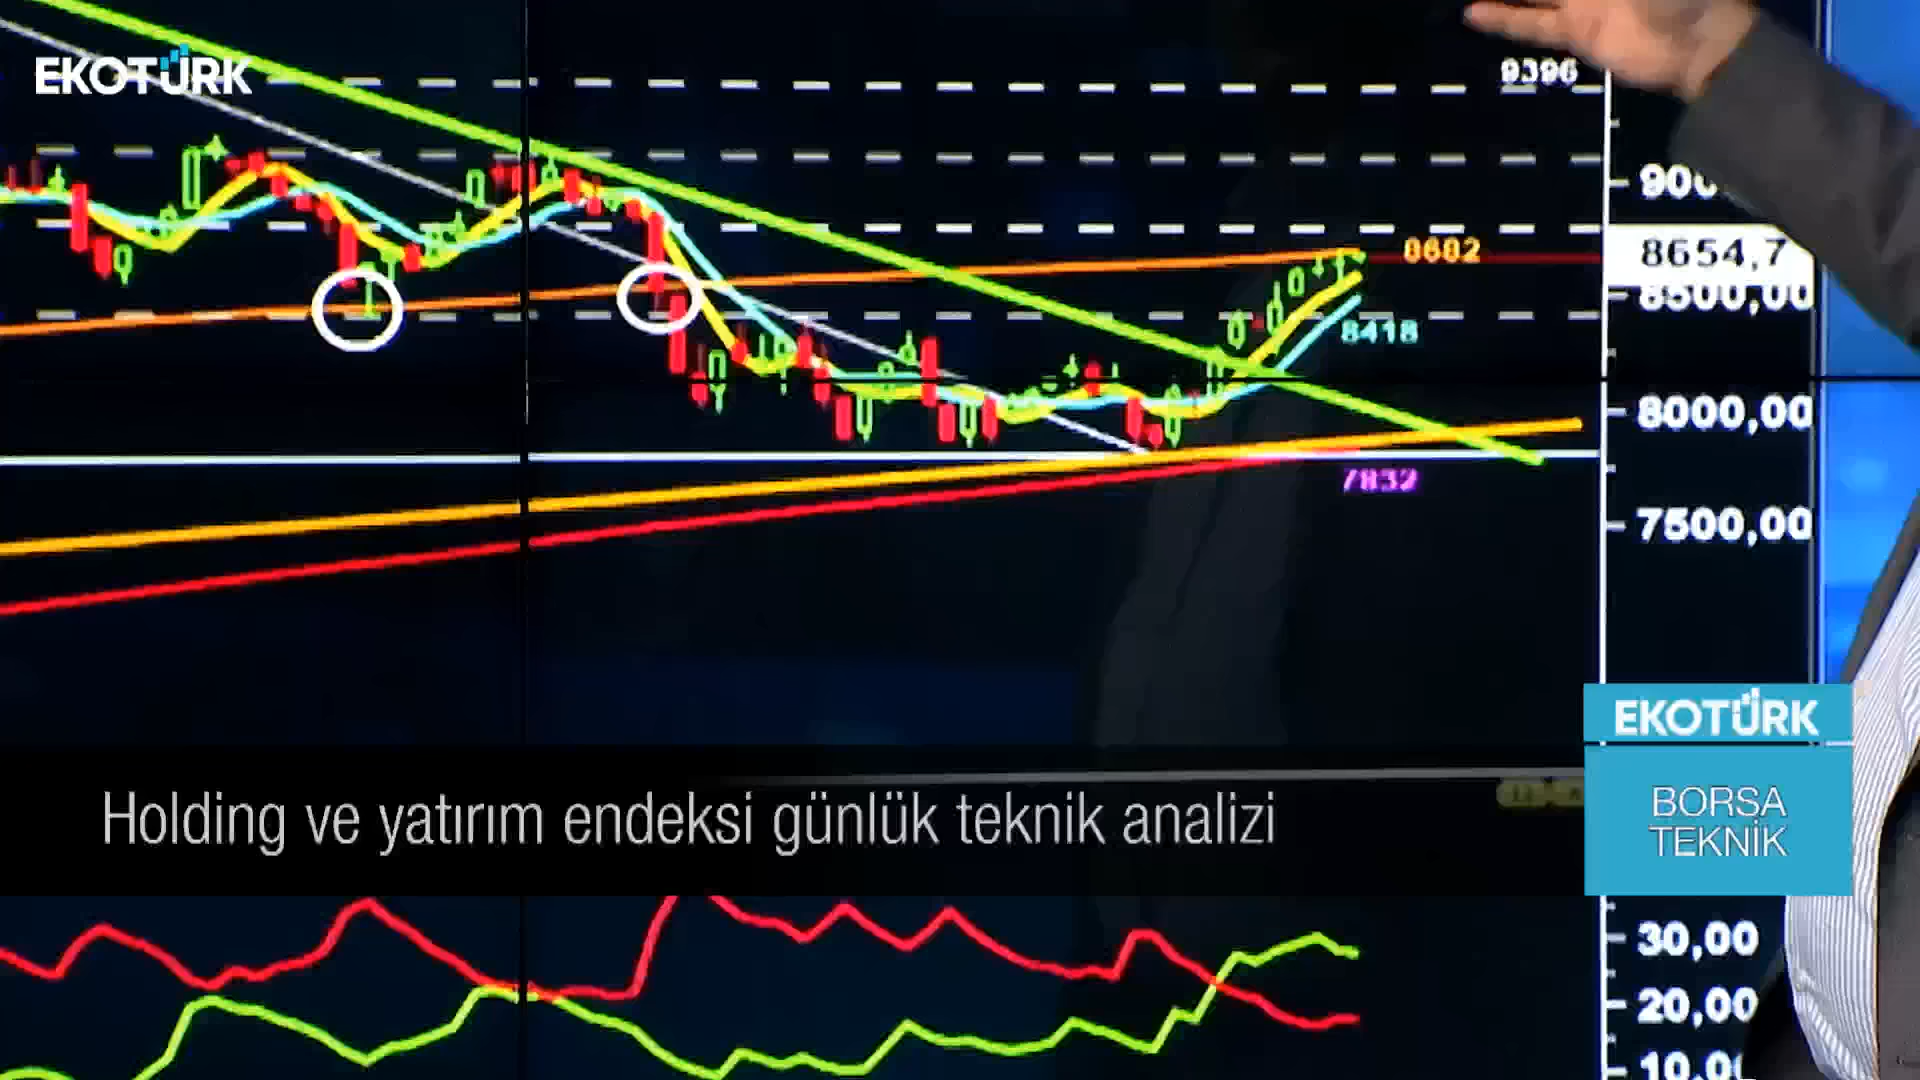 EKOTÜRK
9396
8682
8654,7
8500,00
8418
8000,00
7832
7500,00
EKOTÜRK
BORSA
TEKNİK
Holding ve yatırım endeksi günlük teknik analizi
30,00
20,00